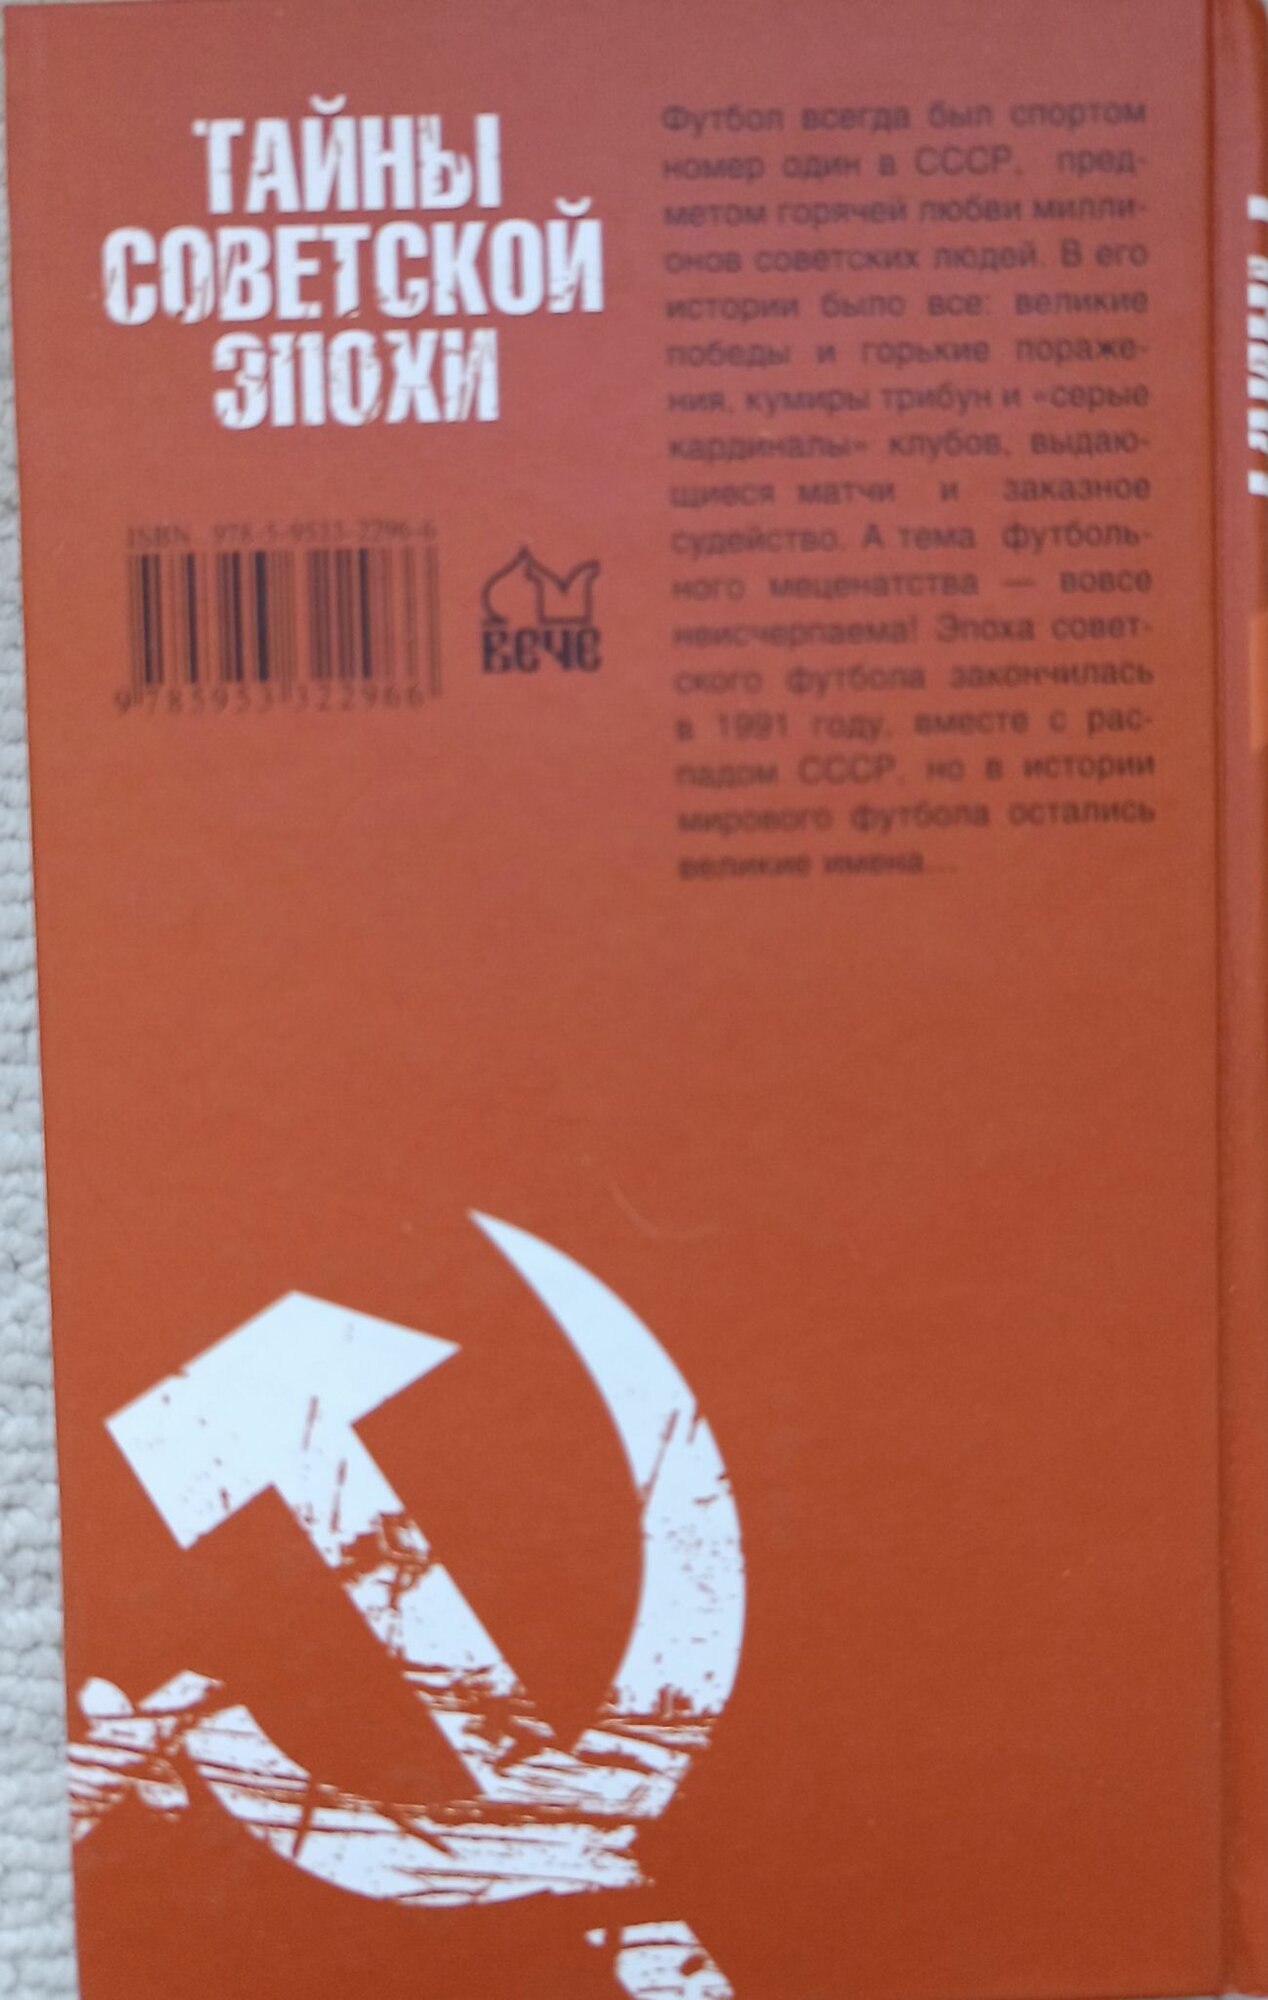 ТАЙНЫ
СОВЕТСКОЙ
ЭПОХИ
ISBN 978-5-9533-2296-6
9 785953 322966
ВЕЧЕ
Футбол всегда был спортом
номер один в СССР, пред-
метом горячей любви милли-
онов советских людей. В его
истории было все: великие
победы и горькие пораже-
ния, кумиры трибун и «серые
кардиналы» клубов, выдаю-
щиеся матчи и заказное
судейство. А тема футболь-
ного меценатства — вовсе
неисчерпаема! Эпоха совет-
ского футбола закончилась
в 1991 году, вместе с рас-
падом СССР, но в истории
мирового футбола остались
великие имена...